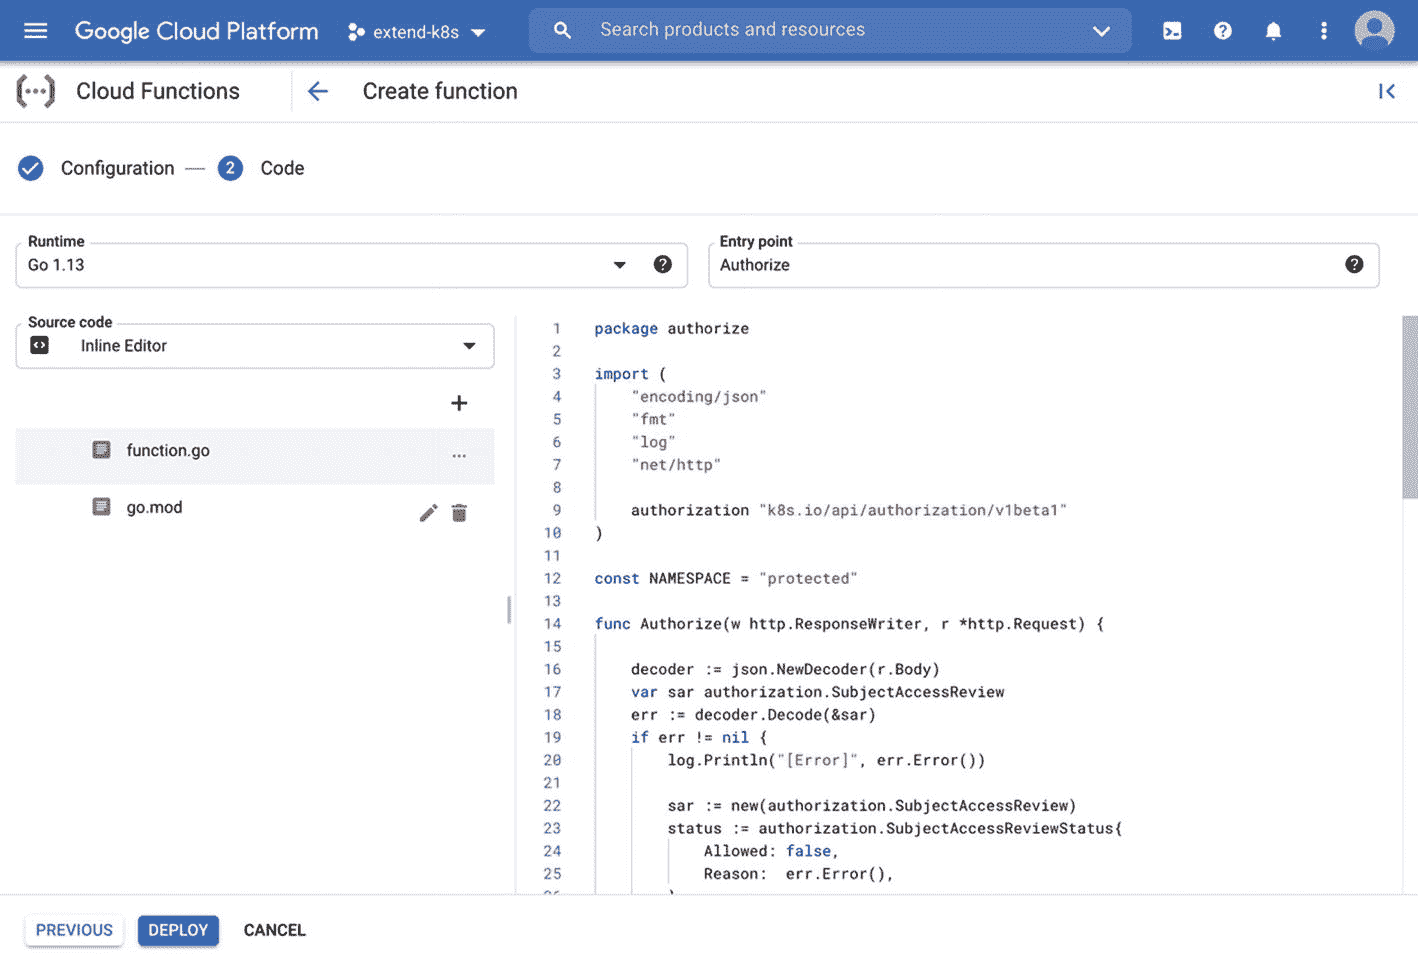 Google Cloud Platform
extend-k8s
Search products and resources
Cloud Functions
Create function
Configuration
2
Code
Runtime
Go 1.13
Entry point
Authorize
Source code
Inline Editor
function.go
go.mod
1 package authorize
2
3 import (
4 "encoding/json"
5 "fmt"
6 "log"
7 "net/http"
8
9 authorization "k8s.io/api/authorization/v1beta1"
10 )
11
12 const NAMESPACE = "protected"
13
14 func Authorize(w http.ResponseWriter, r *http.Request) {
15
16 decoder := json.NewDecoder(r.Body)
17 var sar authorization.SubjectAccessReview
18 err := decoder.Decode(&sar)
19 if err != nil {
20 log.Println("[Error]", err.Error())
21
22 sar := new(authorization.SubjectAccessReview)
23 status := authorization.SubjectAccessReviewStatus{
24 Allowed: false,
25 Reason: err.Error(),
PREVIOUS
DEPLOY
CANCEL